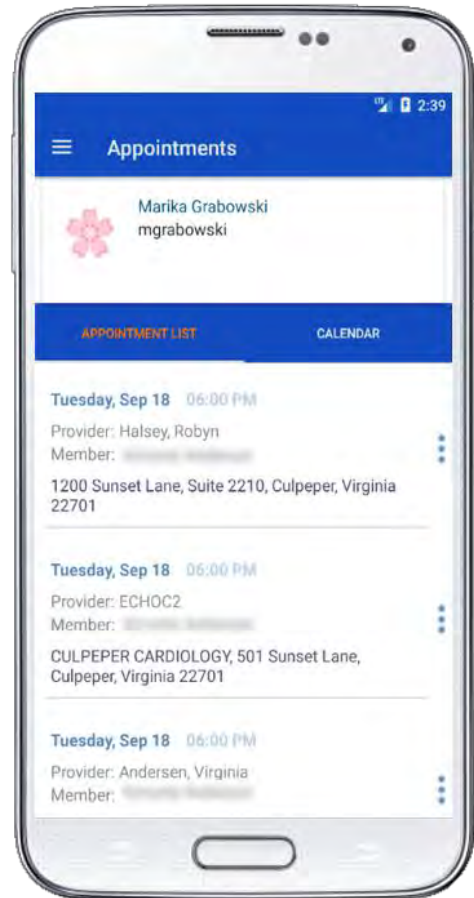 LTE 2:39
Appointments
Marika Grabowski
mgrabowski
APPOINTMENT LIST CALENDAR
Tuesday, Sep 18 06:00 PM
Provider: Halsey, Robyn
Member:
1200 Sunset Lane, Suite 2210, Culpeper, Virginia
22701
Tuesday, Sep 18 06:00 PM
Provider: ECHOC2
Member:
CULPEPER CARDIOLOGY, 501 Sunset Lane,
Culpeper, Virginia 22701
Tuesday, Sep 18 06:00 PM
Provider: Andersen, Virginia
Member: